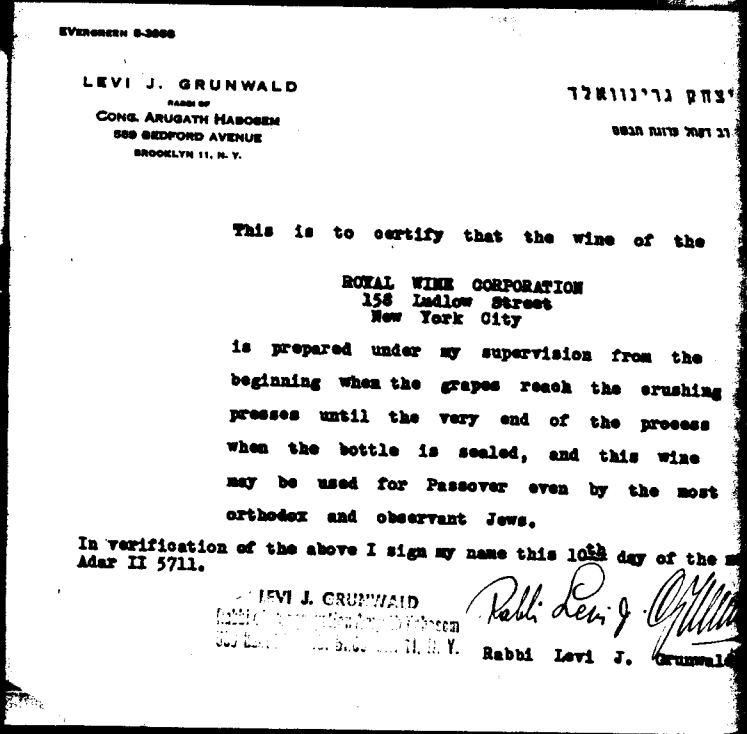 EVERGREEN 8-3868
LEVI J. GRUNWALD
RABBI OF
CONG. ARUGATH HABOSEM
589 BEDFORD AVENUE
BROOKLYN 11, N. Y.
יצחק גרינוואלד
רב דקהל ערוגת הבשם
This is to certify that the wine of the
ROYAL WINE CORPORATION
158 Ludlow Street
New York City
is prepared under my supervision from the
beginning when the grapes reach the crushing
presses until the very end of the process
when the bottle is sealed, and this wine
may be used for Passover even by the most
orthodox and observant Jews.
In verification of the above I sign my name this 10th day of the
Adar II 5711.
LEVI J. GRUNWALD
Rabbi Levi J.
Rabbi Levi J. Grunwald